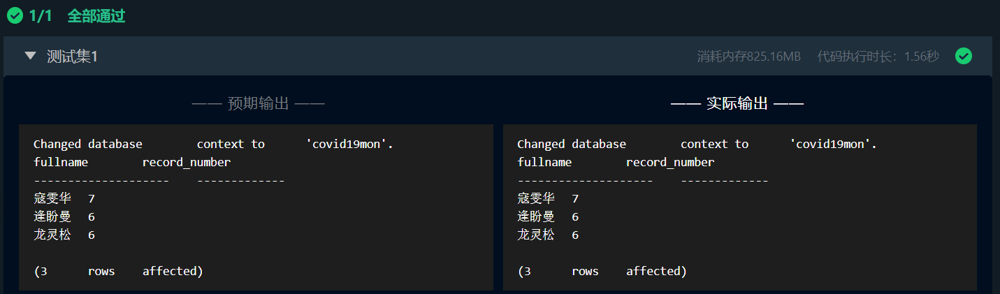 1/1 全部通过
测试集1 消耗内存825.16MB 代码执行时长：1.56秒
—— 预期输出 ——
Changed database context to 'covid19mon'.
fullname record_number
-------------------- -------------
寇雯华 7
逄盼曼 6
龙灵松 6
(3 rows affected)
—— 实际输出 ——
Changed database context to 'covid19mon'.
fullname record_number
-------------------- -------------
寇雯华 7
逄盼曼 6
龙灵松 6
(3 rows affected)